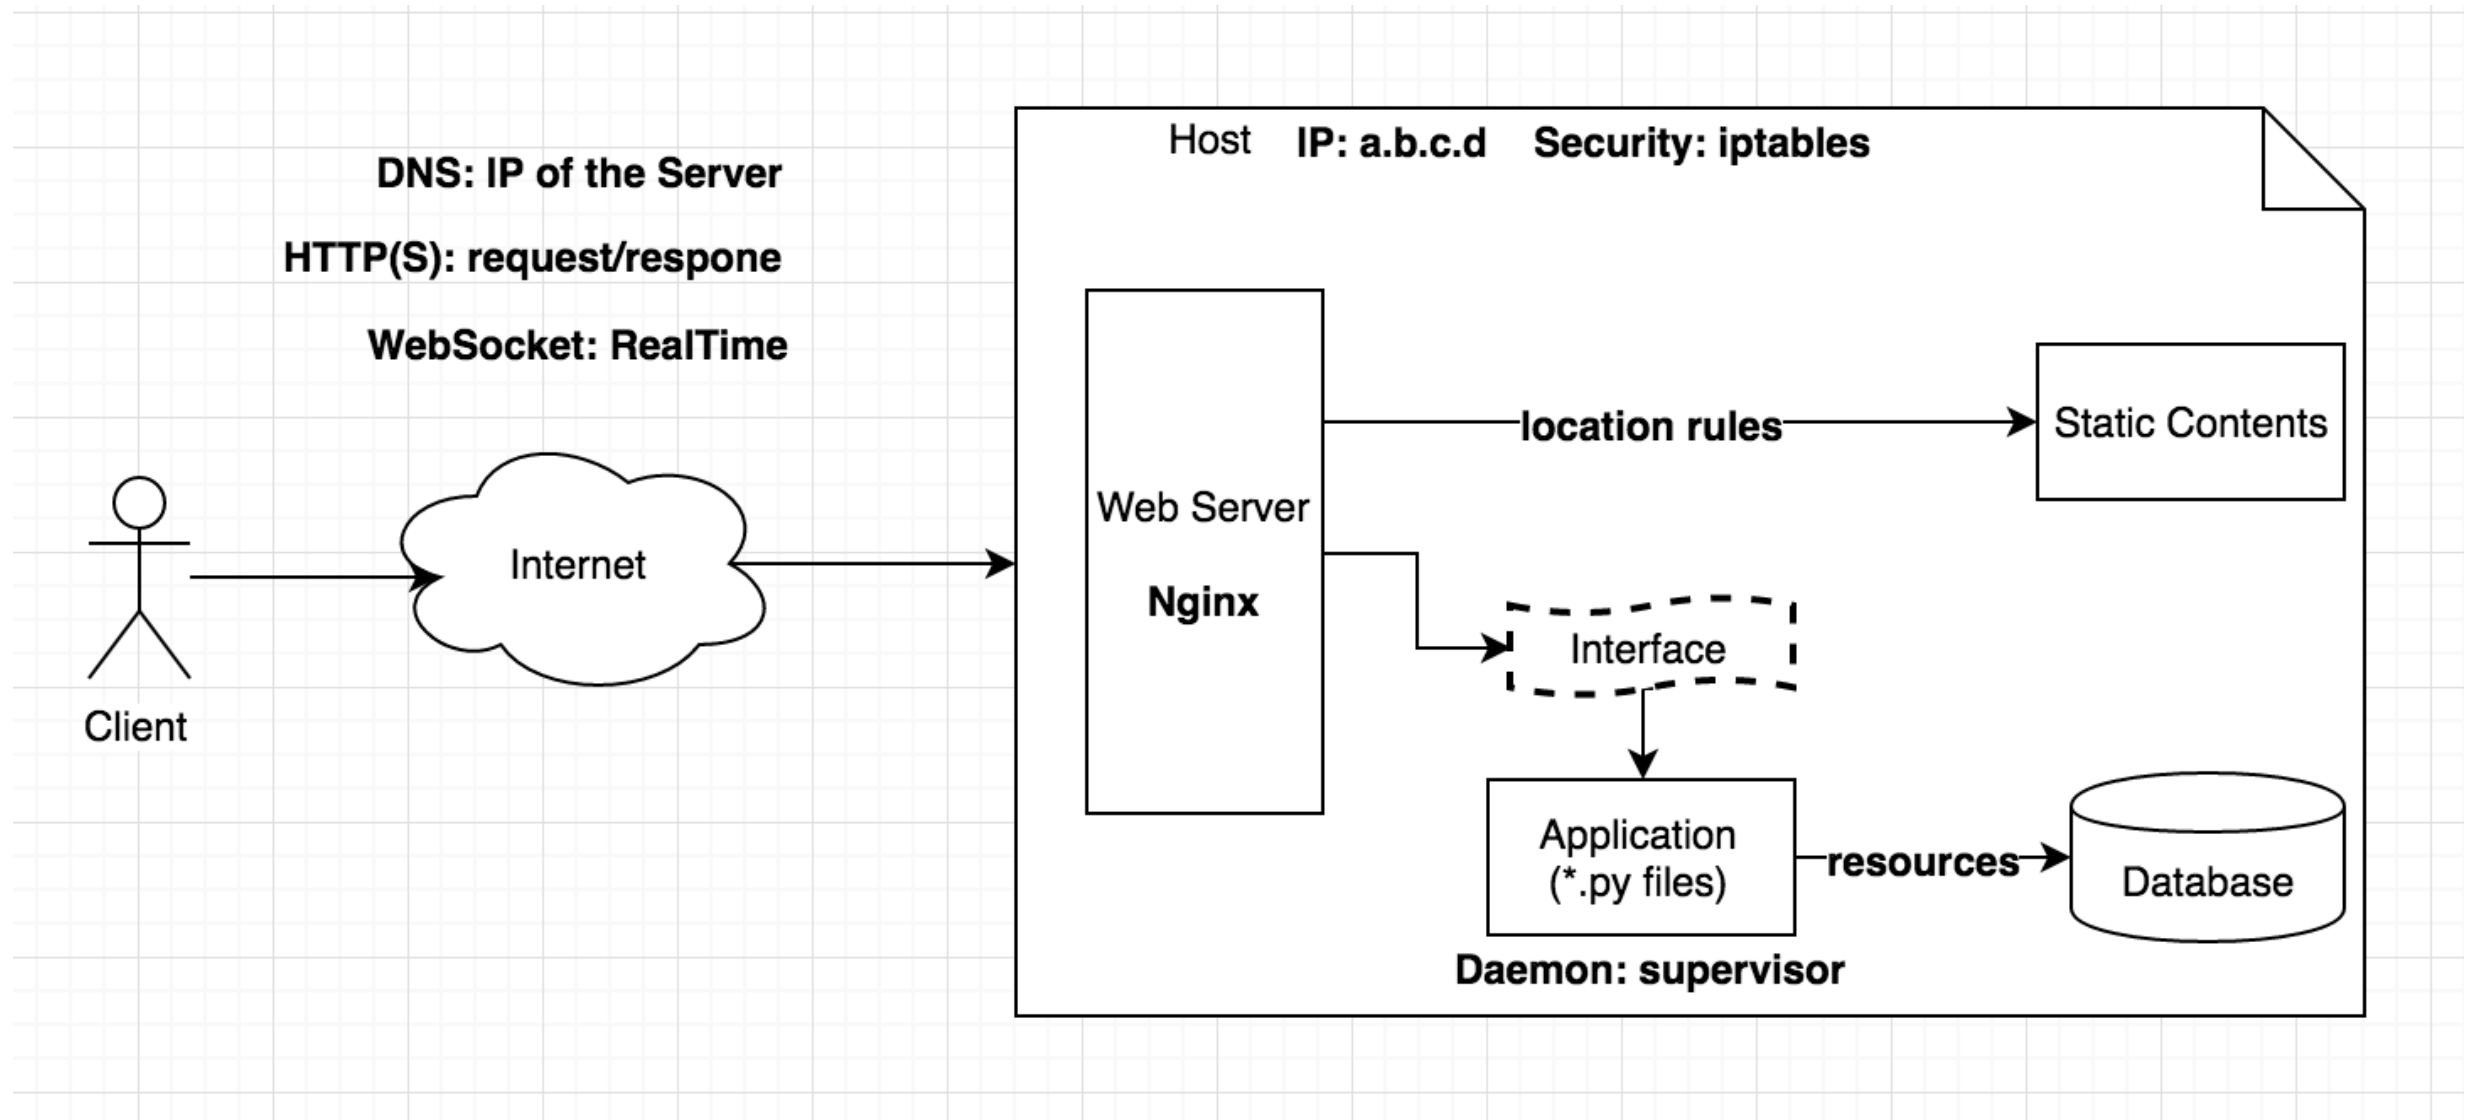 DNS: IP of the Server
HTTP(S): request/respone
WebSocket: RealTime
Client
Internet
Host IP: a.b.c.d Security: iptables
Web Server
Nginx
location rules
Static Contents
Interface
Application
(*.py files)
resources
Database
Daemon: supervisor